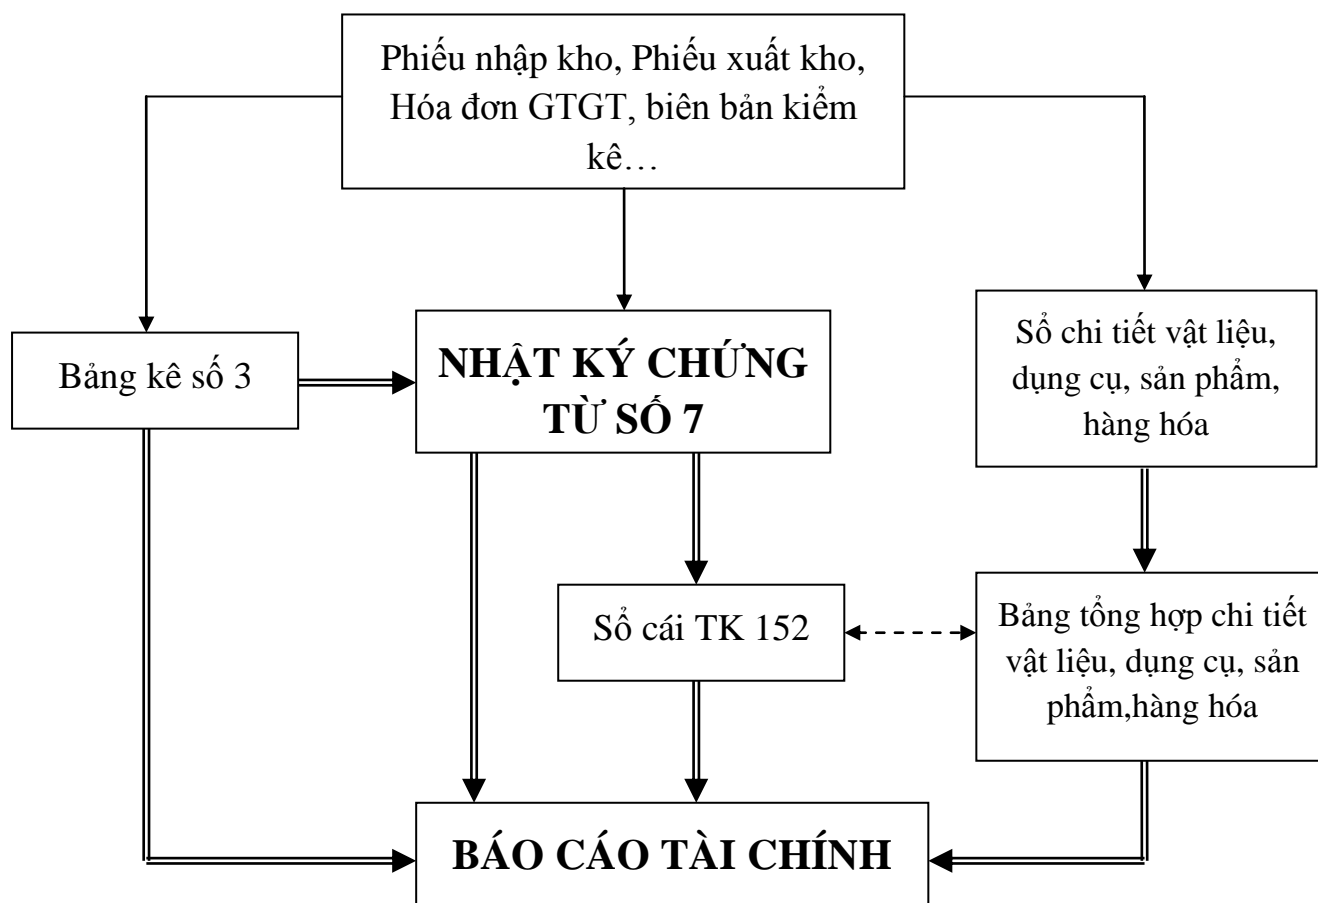 Phiếu nhập kho, Phiếu xuất kho,
Hóa đơn GTGT, biên bản kiểm
kê…
Bảng kê số 3
NHẬT KÝ CHỨNG
TỪ SỐ 7
Sổ chi tiết vật liệu,
dụng cụ, sản phẩm,
hàng hóa
Sổ cái TK 152
Bảng tổng hợp chi tiết
vật liệu, dụng cụ, sản
phẩm,hàng hóa
BÁO CÁO TÀI CHÍNH